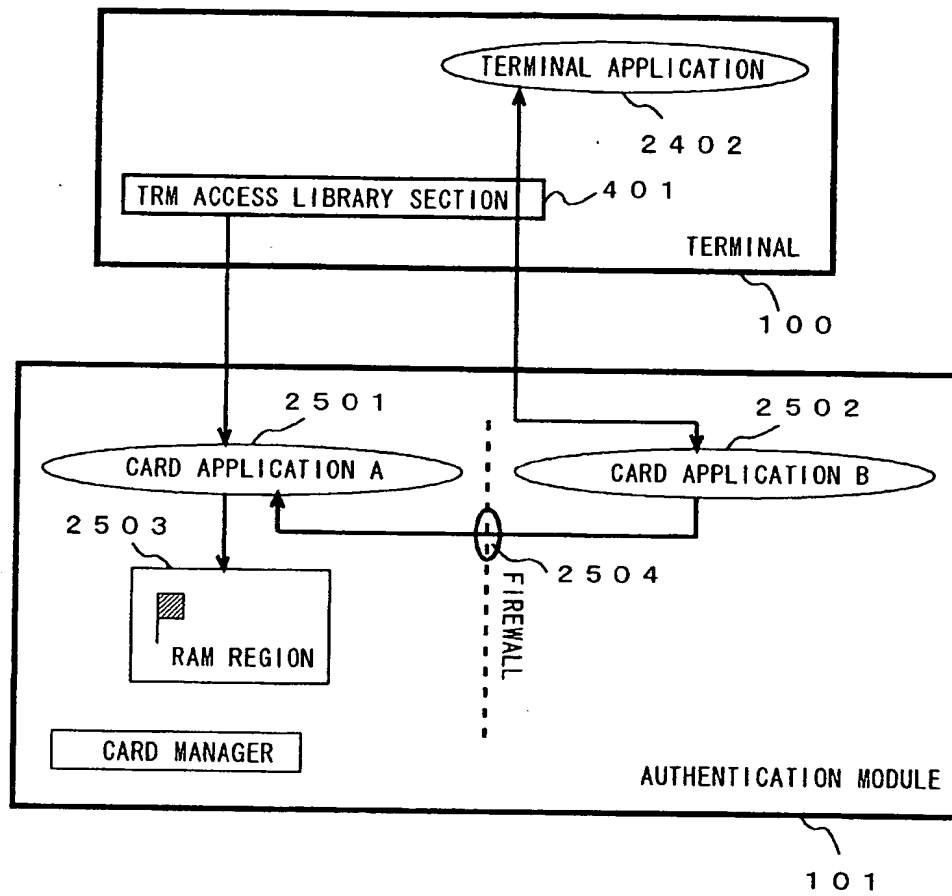 TERMINAL APPLICATION
2402
TRM ACCESS LIBRARY SECTION
401
TERMINAL
100
2501
2502
CARD APPLICATION A
CARD APPLICATION B
2503
2504
FIREWALL
RAM REGION
CARD MANAGER
AUTHENTICATION MODULE
101